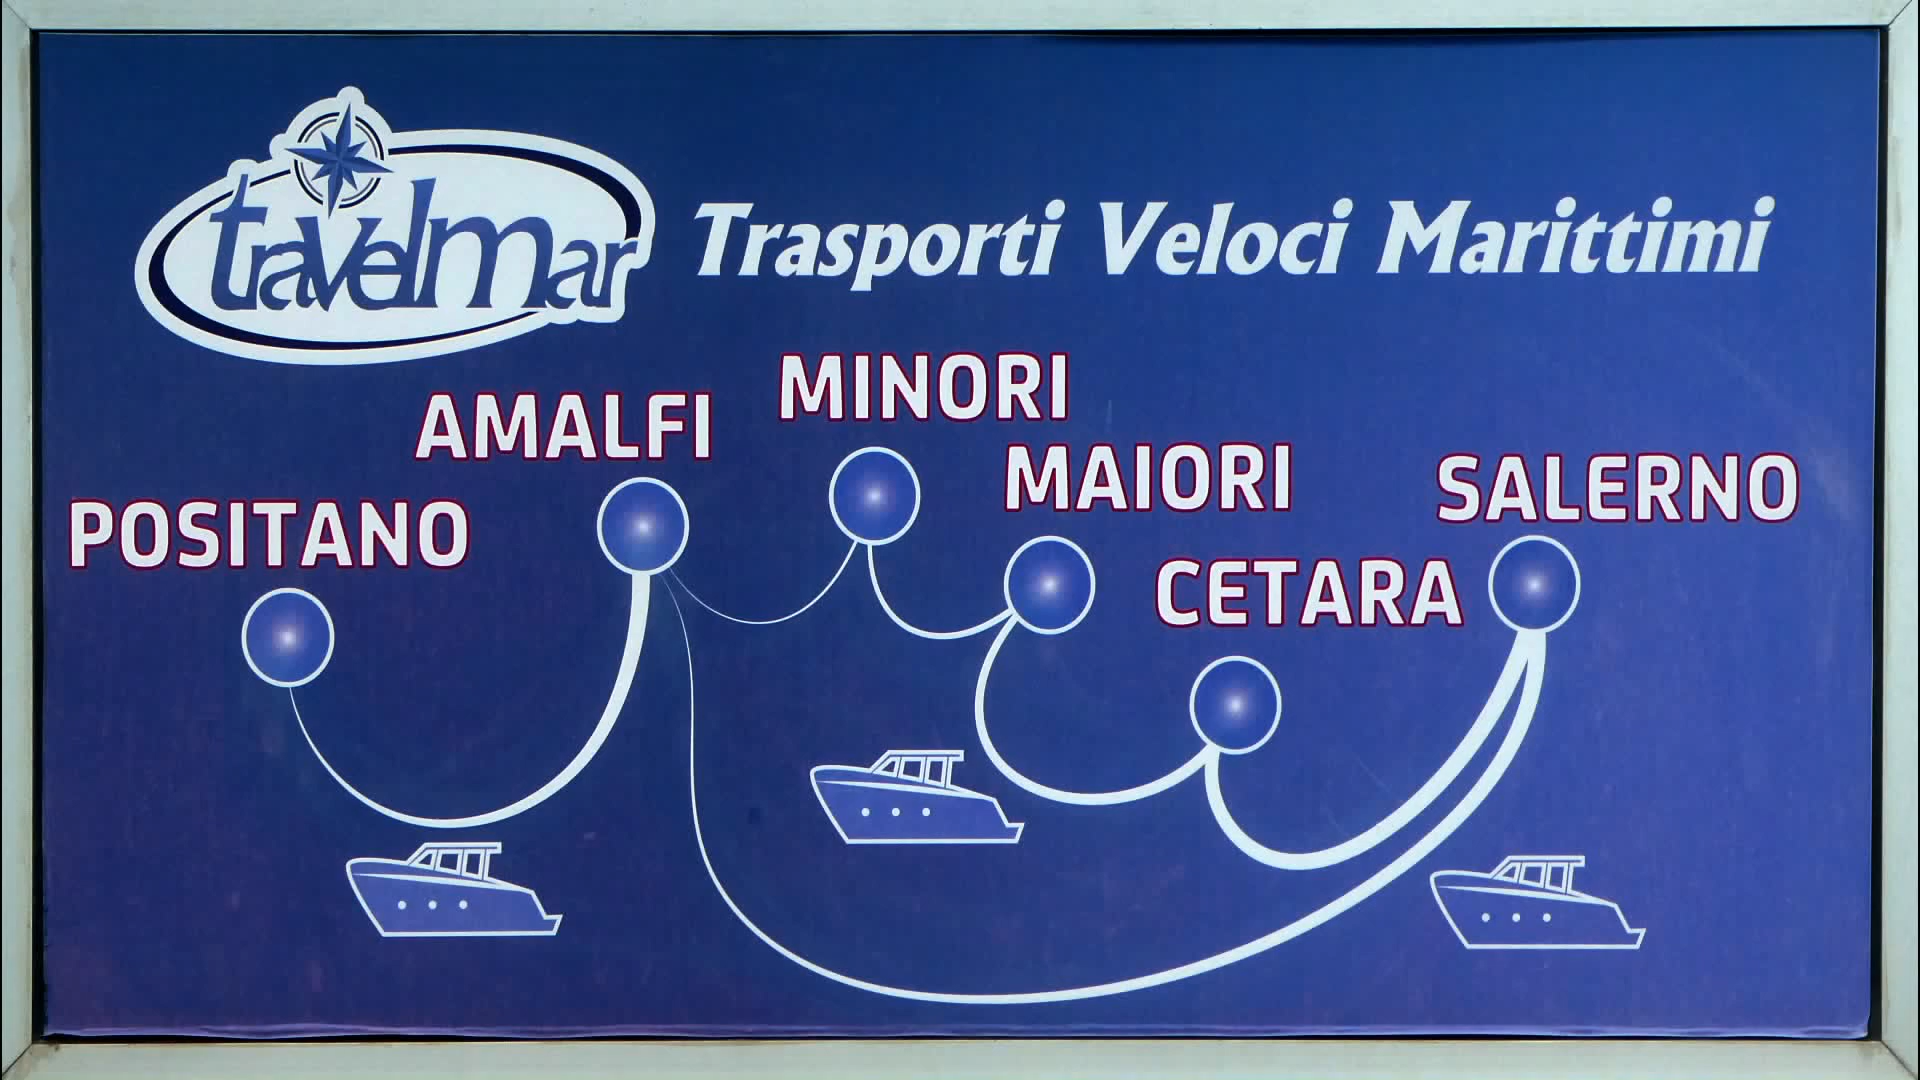 travelmar
Trasporti Veloci Marittimi
MINORI
AMALFI
MAIORI
SALERNO
POSITANO
CETARA